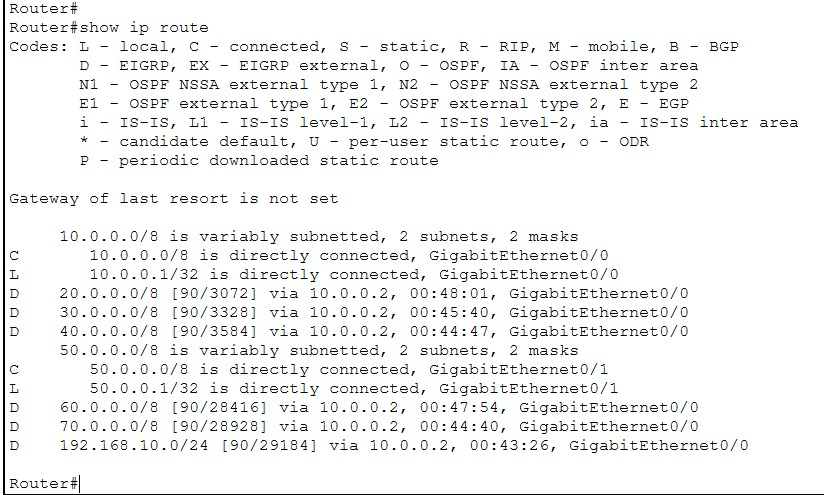 Router#
Router#show ip route
Codes: L - local, C - connected, S - static, R - RIP, M - mobile, B - BGP
       D - EIGRP, EX - EIGRP external, O - OSPF, IA - OSPF inter area
       N1 - OSPF NSSA external type 1, N2 - OSPF NSSA external type 2
       E1 - OSPF external type 1, E2 - OSPF external type 2, E - EGP
       i - IS-IS, L1 - IS-IS level-1, L2 - IS-IS level-2, ia - IS-IS inter area
       * - candidate default, U - per-user static route, o - ODR
       P - periodic downloaded static route

Gateway of last resort is not set

     10.0.0.0/8 is variably subnetted, 2 subnets, 2 masks
C       10.0.0.0/8 is directly connected, GigabitEthernet0/0
L       10.0.0.1/32 is directly connected, GigabitEthernet0/0
D    20.0.0.0/8 [90/3072] via 10.0.0.2, 00:48:01, GigabitEthernet0/0
D    30.0.0.0/8 [90/3328] via 10.0.0.2, 00:45:40, GigabitEthernet0/0
D    40.0.0.0/8 [90/3584] via 10.0.0.2, 00:44:47, GigabitEthernet0/0
     50.0.0.0/8 is variably subnetted, 2 subnets, 2 masks
C       50.0.0.0/8 is directly connected, GigabitEthernet0/1
L       50.0.0.1/32 is directly connected, GigabitEthernet0/1
D    60.0.0.0/8 [90/28416] via 10.0.0.2, 00:47:54, GigabitEthernet0/0
D    70.0.0.0/8 [90/28928] via 10.0.0.2, 00:44:40, GigabitEthernet0/0
D    192.168.10.0/24 [90/29184] via 10.0.0.2, 00:43:26, GigabitEthernet0/0

Router#